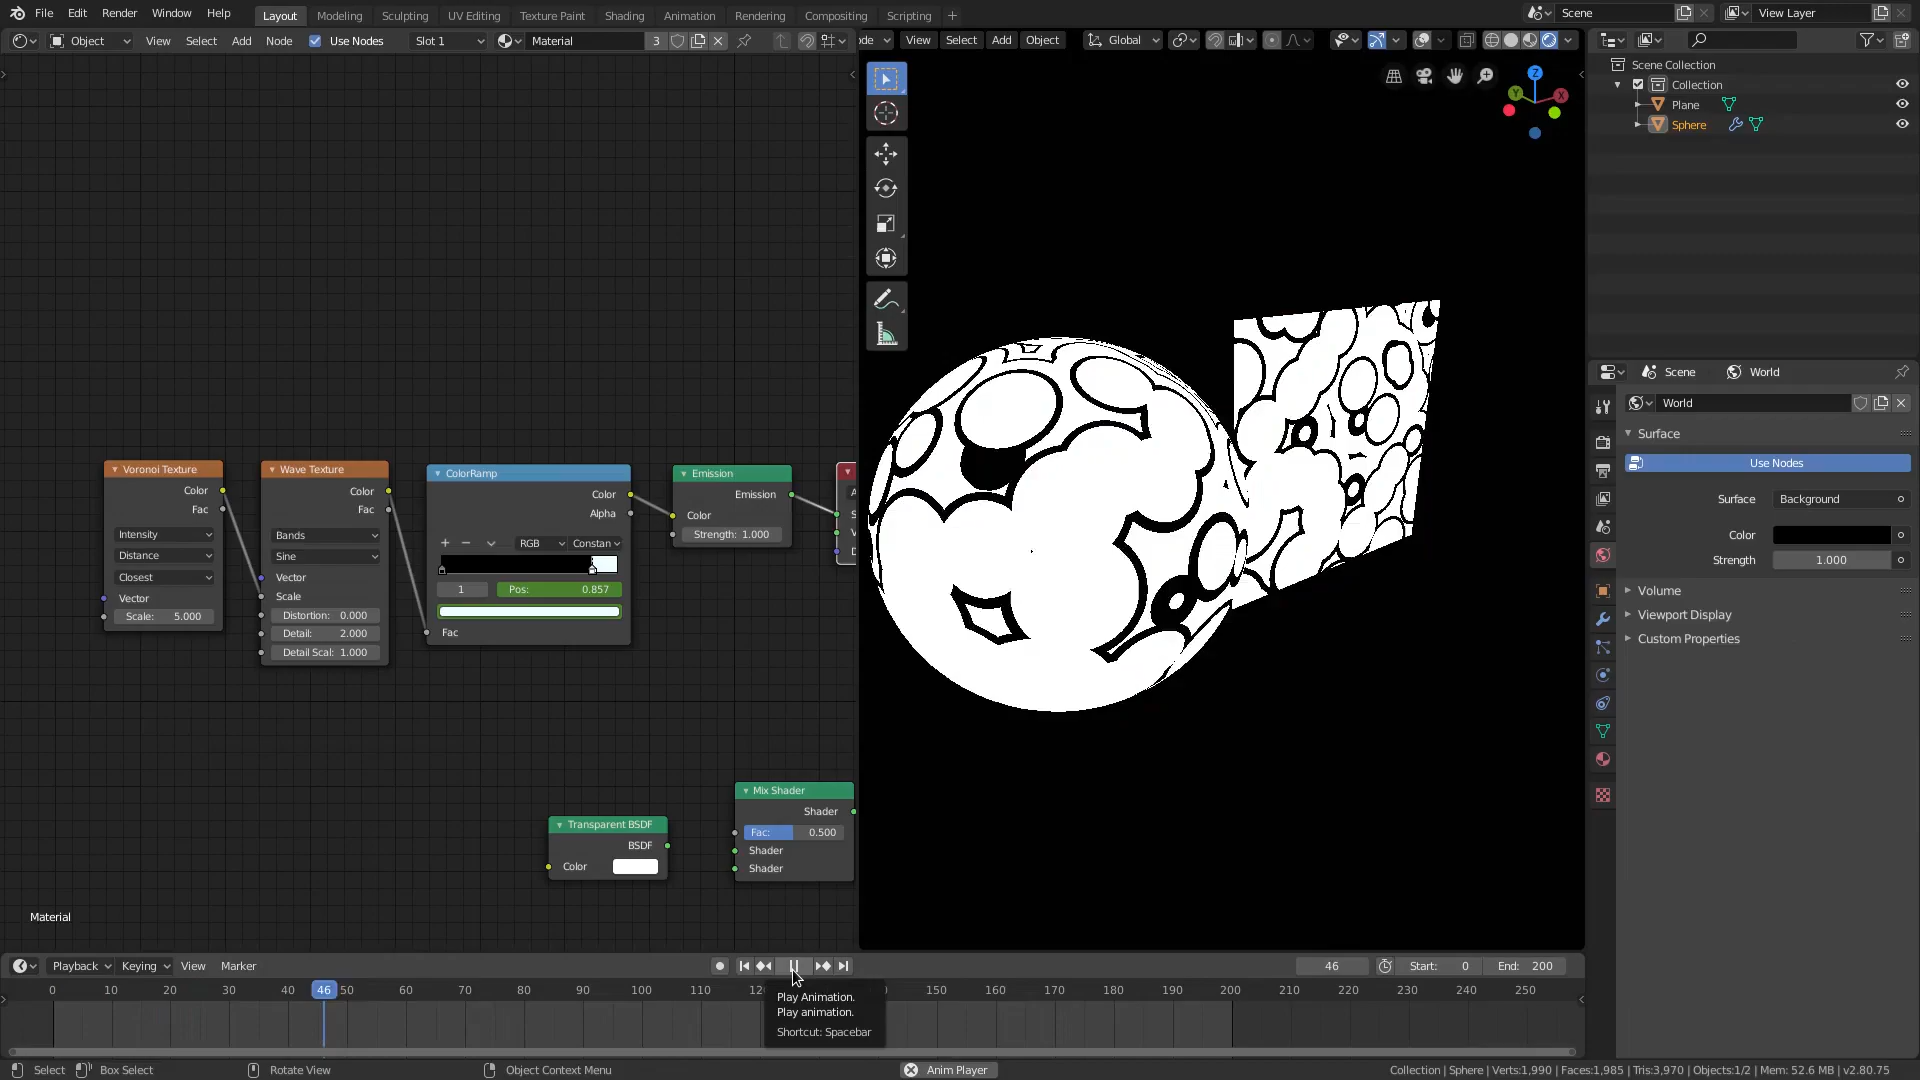 File Edit Render Window Help Layout Modeling Sculpting UV Editing Texture Paint Shading Animation Rendering Compositing Scripting Scene View Layer
Object View Select Add Node Use Nodes Slot 1 Material 3 de View Select Add Object Global
Scene Collection
Collection
Plane
Sphere
Z
Y X
Scene World
World
Surface
Use Nodes
Surface Background
Color
Strength 1.000
Volume
Viewport Display
Custom Properties
Voronoi Texture
Color
Fac
Intensity
Distance
Closest
Vector
Scale: 5.000
Wave Texture
Color
Fac
Bands
Sine
Vector
Scale
Distortion: 0.000
Detail: 2.000
Detail Scal: 1.000
ColorRamp
Color
Alpha
RGB Constan
1 Pos: 0.857
Fac
Emission
Emission
Color
Strength: 1.000
Transparent BSDF
BSDF
Color
Mix Shader
Shader
Fac: 0.500
Shader
Shader
Material
Playback Keying View Marker 46 Start: 0 End: 200
0 10 20 30 40 46 50 60 70 80 90 100 110 150 160 170 180 190 200 210 220 230 240 250
Play Animation.
Play animation.
Shortcut: Spacebar
Select Box Select Rotate View Object Context Menu Anim Player Collection | Sphere | Verts:1,990 | Faces:1,985 | Tris:3,970 | Objects:1/2 | Mem: 52.6 MB | v2.80.75